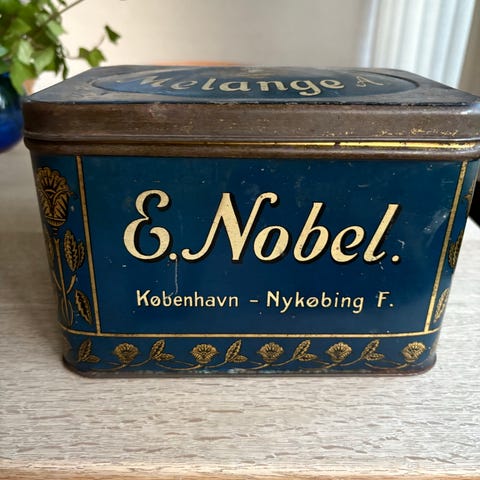 Melange
E. Nobel.
København - Nykøbing F.